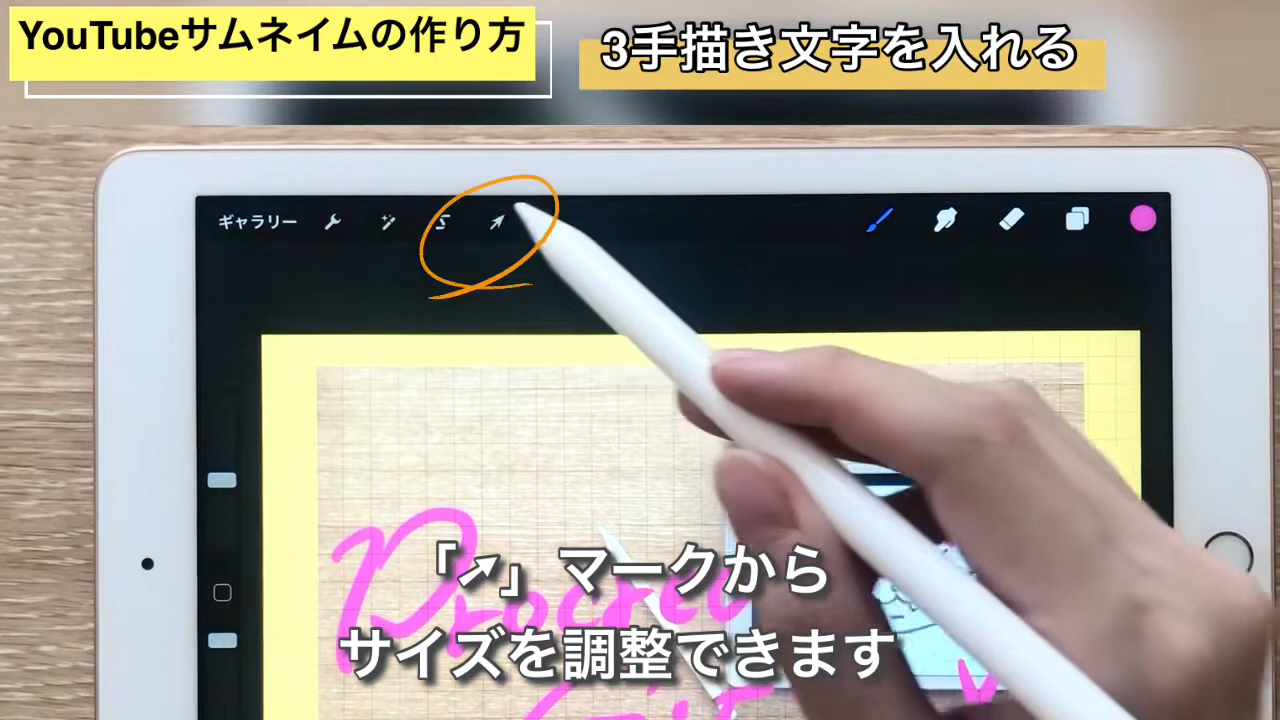 YouTubeサムネイムの作り方
3手描き文字を入れる
ギャラリー
「➚」マークから
サイズを調整できます
Procreate